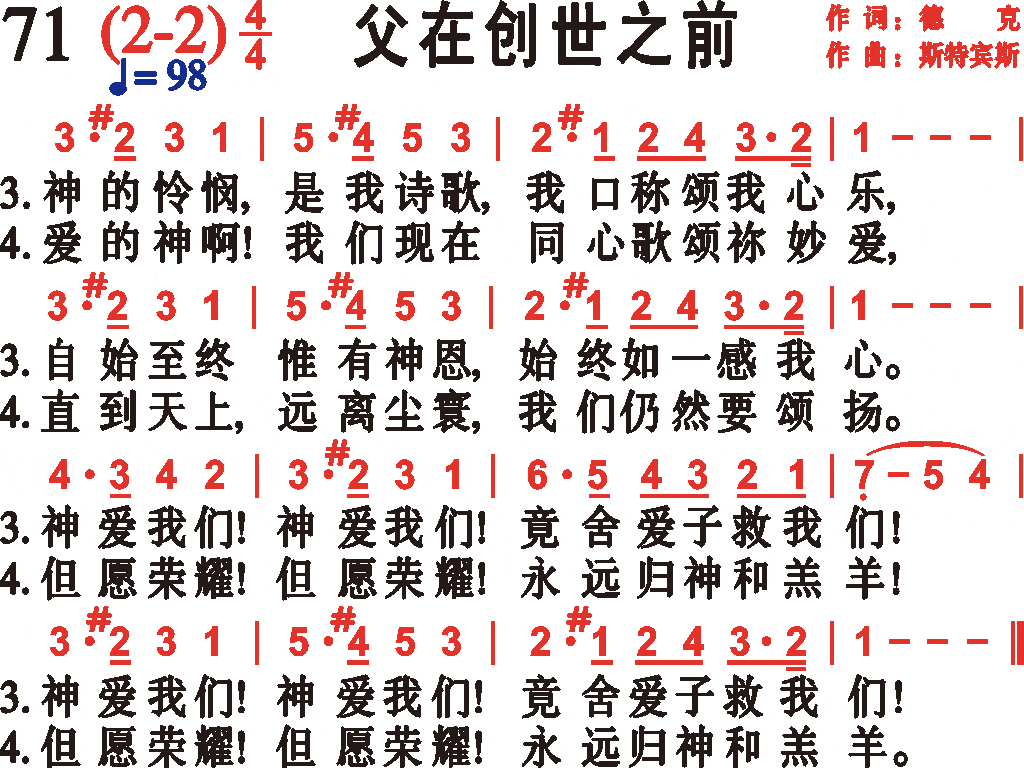 71 (2-2) 4/4 父在创世之前 作词：德 克
♩= 98 作曲：斯特宾斯
3·#2 3 1 | 5·#4 5 3 | 2·#1 2 4 3·2 | 1 – – – |
3.神的怜悯, 是我诗歌, 我口称颂我心乐,
4.爱的神啊! 我们现在 同心歌颂祢妙爱,
3·#2 3 1 | 5·#4 5 3 | 2·#1 2 4 3·2 | 1 – – – |
3.自始至终 惟有神恩, 始终如一感我心。
4.直到天上, 远离尘寰, 我们仍然要颂扬。
4·3 4 2 | 3·#2 3 1 | 6·5 4 3 2 1 | 7̣ – 5 4 |
3.神爱我们! 神爱我们! 竟舍爱子救我们!
4.但愿荣耀! 但愿荣耀! 永远归神和羔羊!
3·#2 3 1 | 5·#4 5 3 | 2·#1 2 4 3·2 | 1 – – – ‖
3.神爱我们! 神爱我们! 竟舍爱子救我们!
4.但愿荣耀! 但愿荣耀! 永远归神和羔羊。